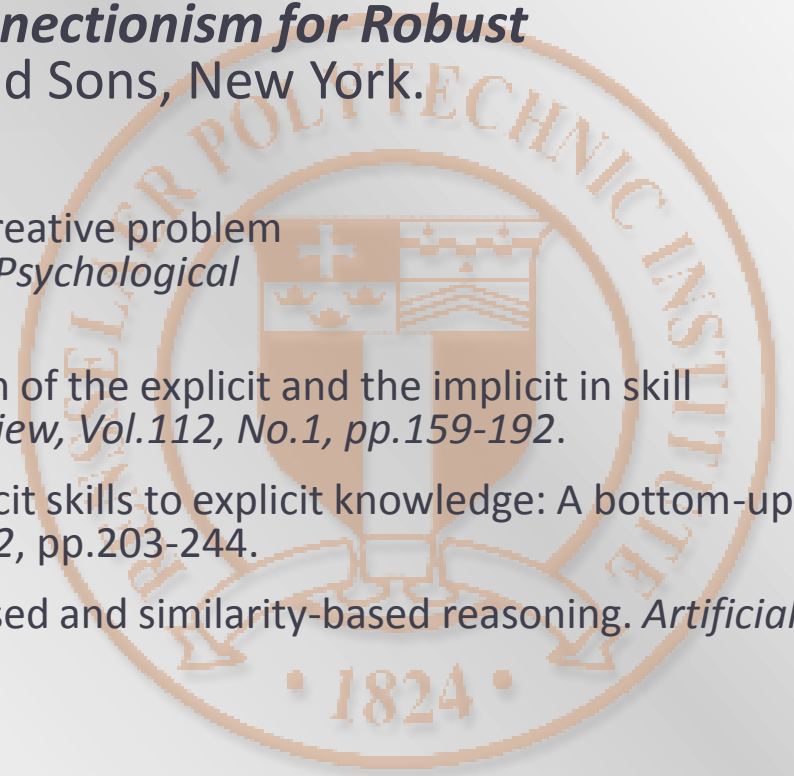 nectionism for Robust
d Sons, New York.
reative problem
Psychological
n of the explicit and the implicit in skill
iew, Vol.112, No.1, pp.159-192.
cit skills to explicit knowledge: A bottom-up
2, pp.203-244.
sed and similarity-based reasoning. Artificial
RENSSELAER POLYTECHNIC INSTITUTE
• 1824 •